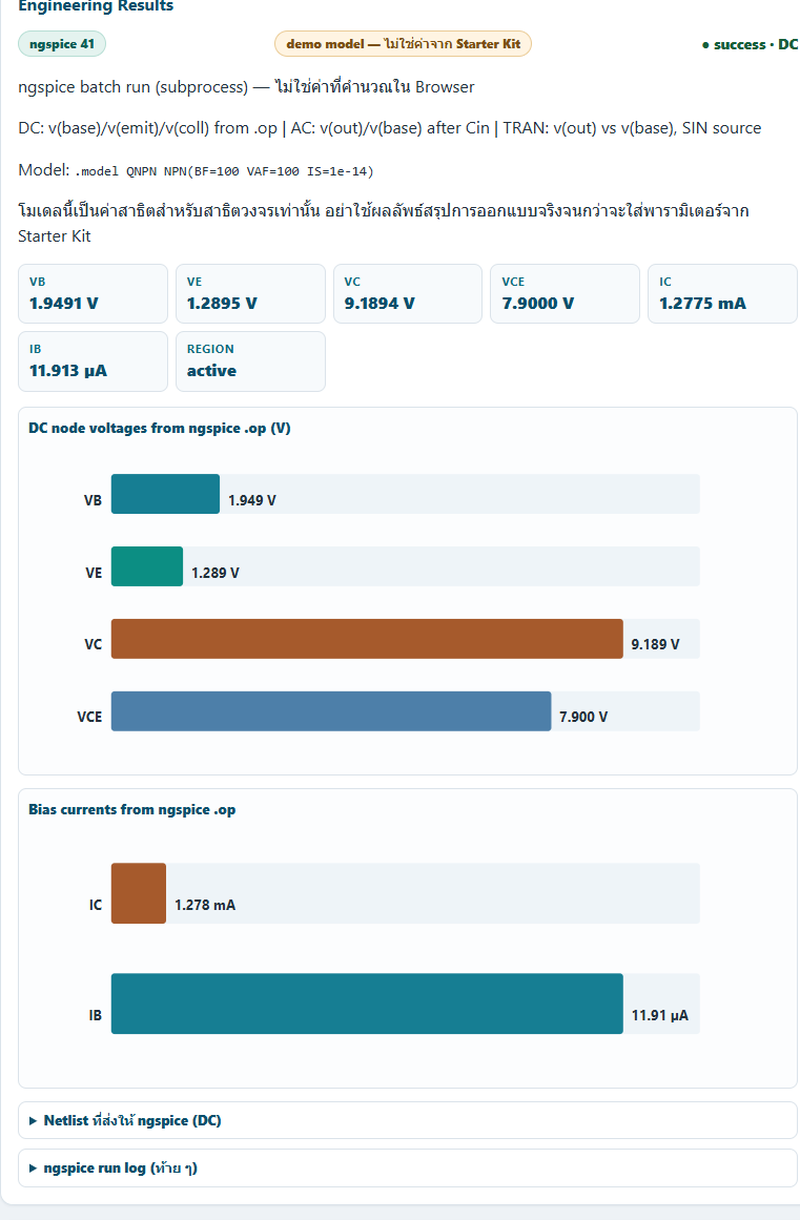 Engineering Results
ngspice 41
demo model — ไม่ใช่ค่าจาก Starter Kit
● success · DC
ngspice batch run (subprocess) — ไม่ใช่ค่าที่คำนวณใน Browser
DC: v(base)/v(emit)/v(coll) from .op | AC: v(out)/v(base) after Cin | TRAN: v(out) vs v(base), SIN source
Model: .model QNPN NPN(BF=100 VAF=100 IS=1e-14)
โมเดลนี้เป็นค่าสาธิตสำหรับสาธิตวงจรเท่านั้น อย่าใช้ผลลัพธ์สรุปการออกแบบจริงจนกว่าจะใส่พารามิเตอร์จาก
Starter Kit
VB
1.9491 V
VE
1.2895 V
VC
9.1894 V
VCE
7.9000 V
IC
1.2775 mA
IB
11.913 µA
REGION
active
DC node voltages from ngspice .op (V)
VB 1.949 V
VE 1.289 V
VC 9.189 V
VCE 7.900 V
Bias currents from ngspice .op
IC 1.278 mA
IB 11.91 µA
▶ Netlist ที่ส่งให้ ngspice (DC)
▶ ngspice run log (ท้าย ๆ)